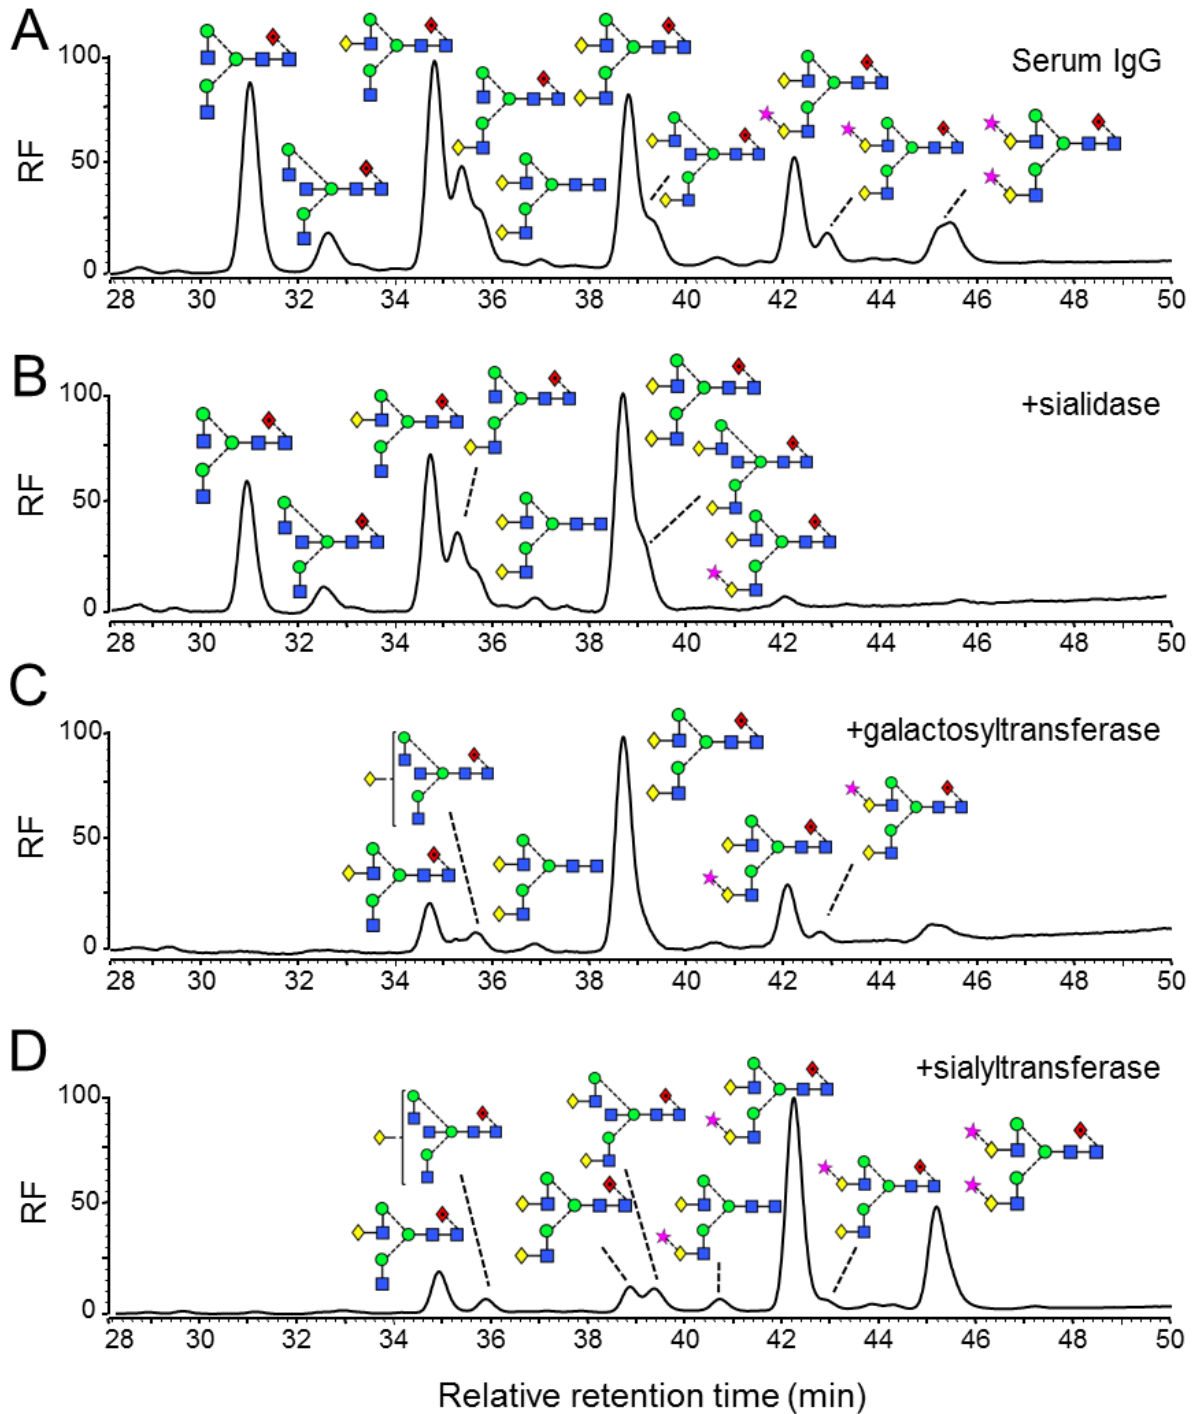 A
Serum IgG
RF
100
50
0
28 30 32 34 36 38 40 42 44 46 48 50
B
+sialidase
RF
100
50
0
28 30 32 34 36 38 40 42 44 46 48 50
C
+galactosyltransferase
RF
100
50
0
28 30 32 34 36 38 40 42 44 46 48 50
D
+sialyltransferase
RF
100
50
0
28 30 32 34 36 38 40 42 44 46 48 50
Relative retention time (min)